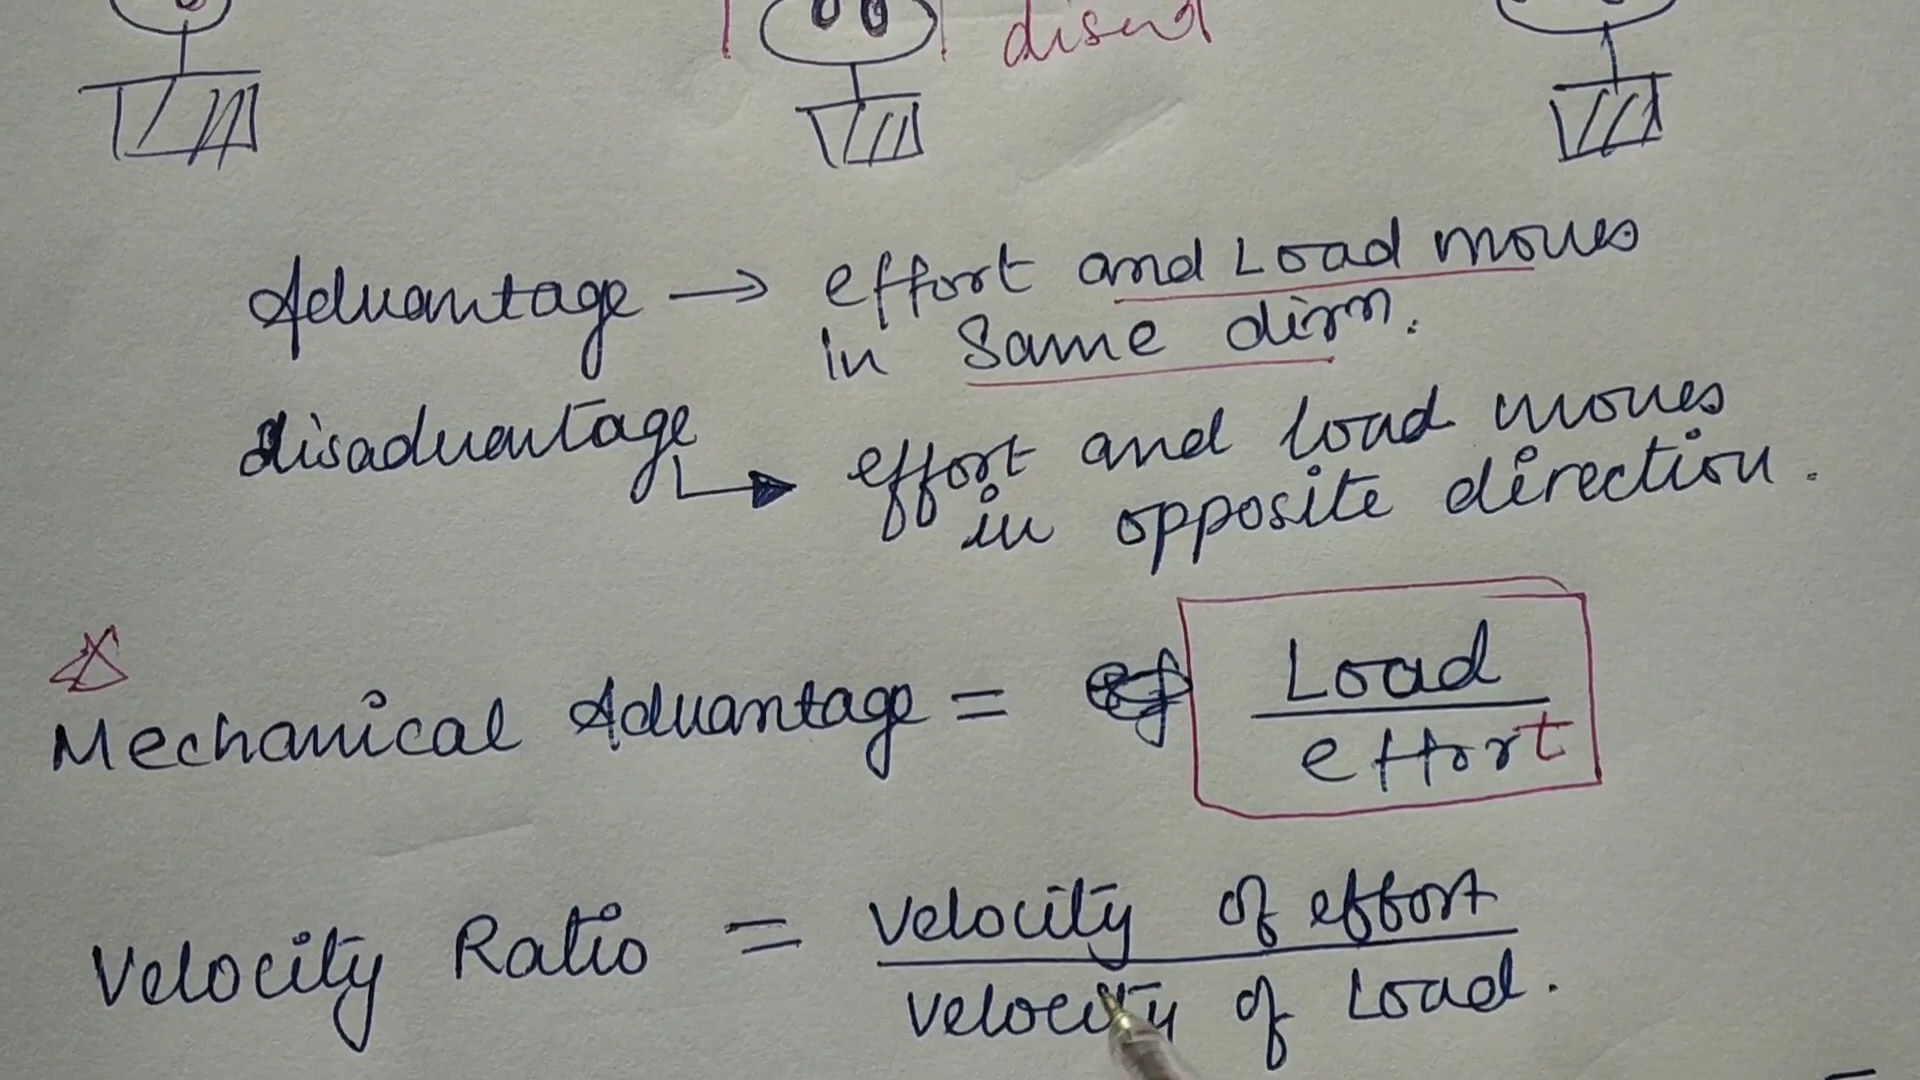 disad
Advantage → effort and Load moves
in Same dirn.
disadvantage
→ effort and load moves
in opposite direction.
Mechanical Advantage = Load
effort
Velocity Ratio = Velocity of effort
Velocity of Load.